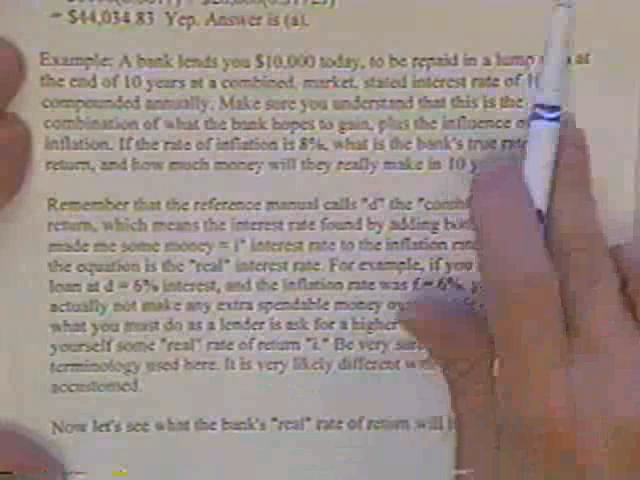 = $44,034.83 Yep. Answer is (a).
Example: A bank lends you $10,000 today, to be repaid in a lump at
the end of 10 years at a combined, market, stated interest rate of
compounded annually. Make sure you understand that this is the
combination of what the bank hopes to gain, plus the influence
inflation. If the rate of inflation is 8%, what is the bank's true rate
return, and how much money will they really make in 10
Remember that the reference manual calls "d" the
return, which means the interest rate found by adding
made me some money = i" interest rate to the inflation
the equation is the "real" interest rate. For example, if you
loan at d = 6% interest, and the inflation rate was f = 6%,
actually not make any extra spendable money
what you must do as a lender is ask for a higher
yourself some "real" rate of return "i." Be very
terminology used here. It is very likely different
accustomed.
Now let's see what the bank's "real" rate of return will